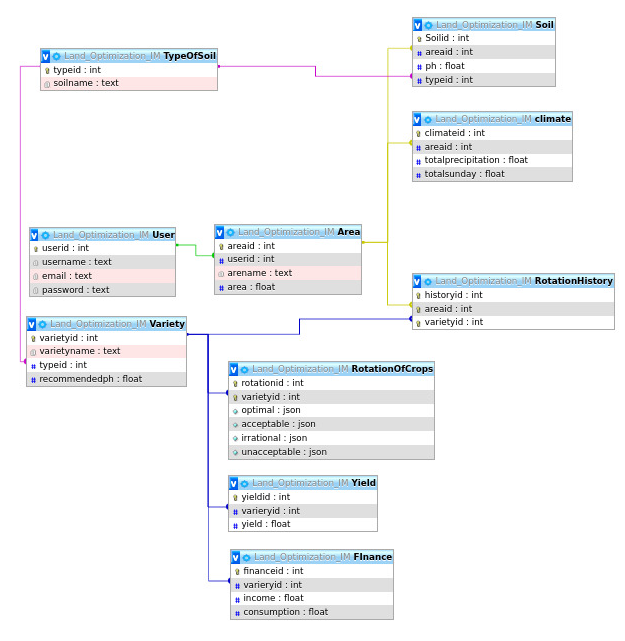 Land_Optimization_IM Soil
Soilid : int
areaid : int
ph : float
typeid : int
Land_Optimization_IM TypeOfSoil
typeid : int
soilname : text
Land_Optimization_IM climate
climateid : int
areaid : int
totalprecipitation : float
totalsunday : float
Land_Optimization_IM User
userid : int
username : text
email : text
password : text
Land_Optimization_IM Area
areaid : int
userid : int
arename : text
area : float
Land_Optimization_IM RotationHistory
historyid : int
areaid : int
varietyid : int
Land_Optimization_IM Variety
varietyid : int
varietyname : text
typeid : int
recommendedph : float
Land_Optimization_IM RotationOfCrops
rotationid : int
varietyid : int
optimal : json
acceptable : json
irrational : json
unacceptable : json
Land_Optimization_IM Yield
yieldid : int
varieryid : int
yield : float
Land_Optimization_IM FInance
financeid : int
varieryid : int
income : float
consumption : float